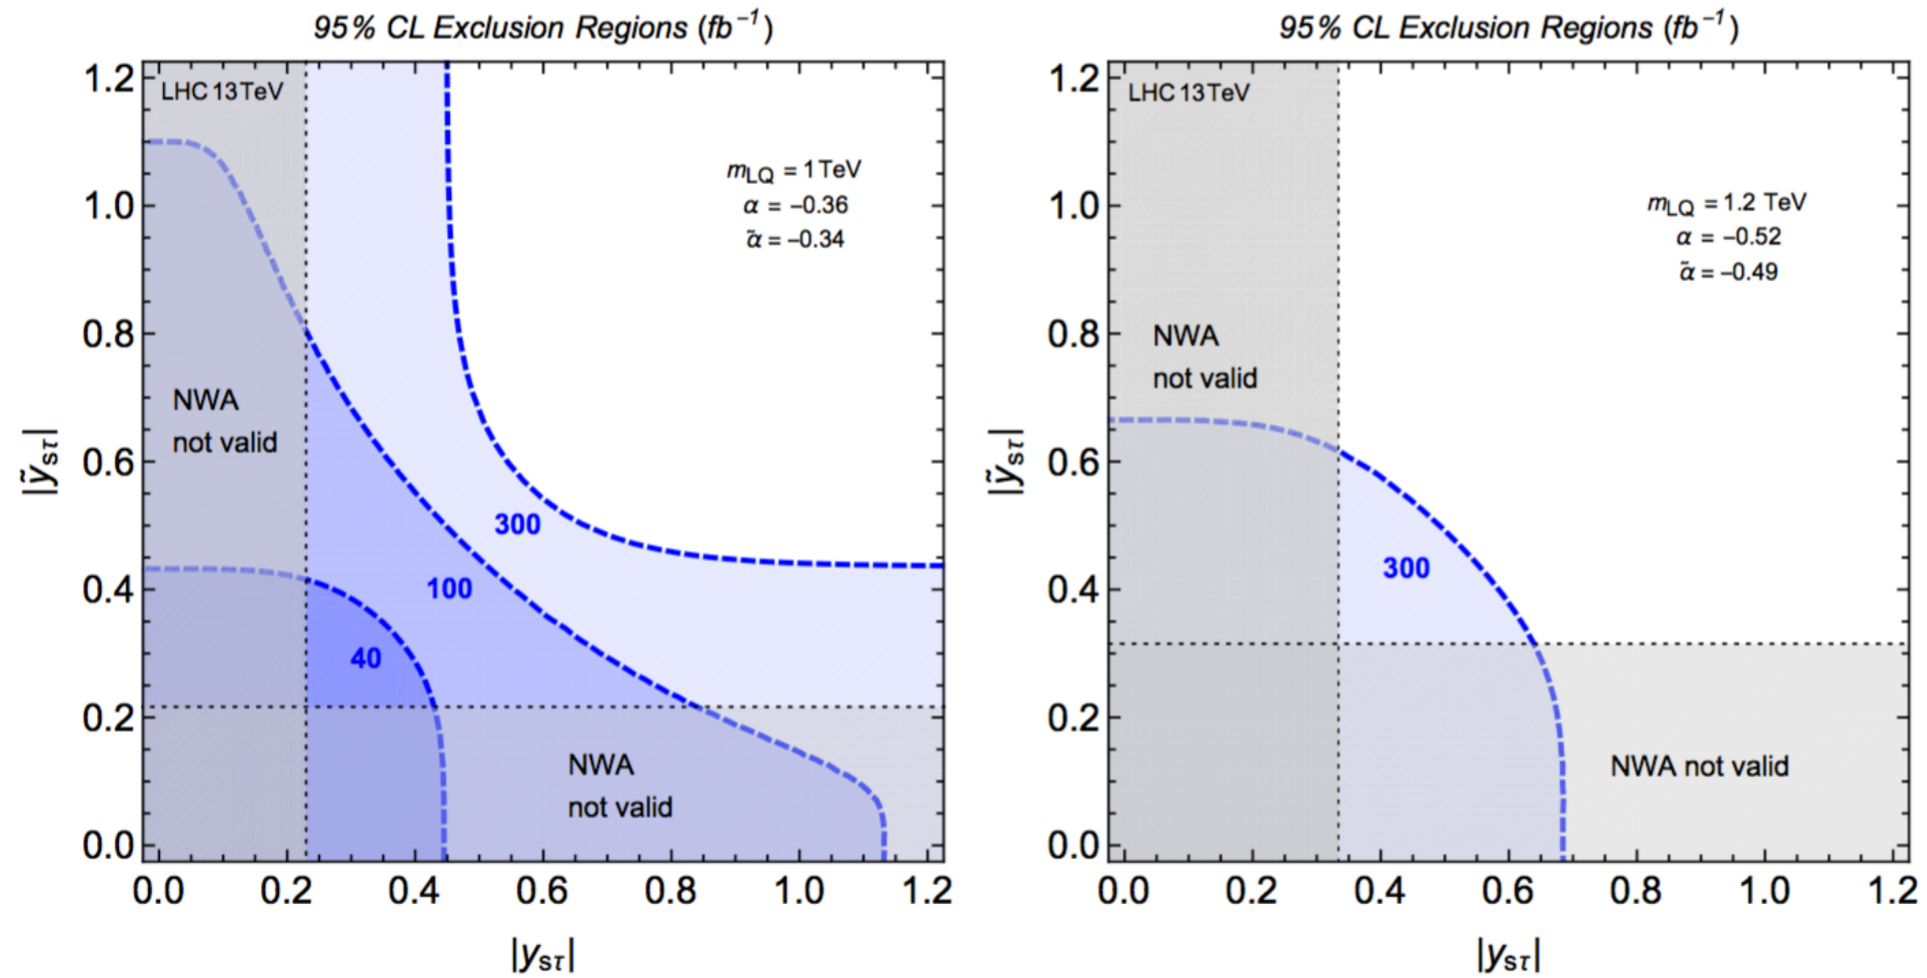 95% CL Exclusion Regions (fb⁻¹)
LHC 13TeV
1.2
1.0
0.8
0.6
0.4
0.2
0.0
m_LQ = 1 TeV
α = −0.36
α̃ = −0.34
NWA
not valid
300
100
40
NWA
not valid
0.0 0.2 0.4 0.6 0.8 1.0 1.2
|ỹ_sτ|
|y_sτ|
95% CL Exclusion Regions (fb⁻¹)
LHC 13TeV
1.2
1.0
0.8
0.6
0.4
0.2
0.0
m_LQ = 1.2 TeV
α = −0.52
α̃ = −0.49
NWA
not valid
300
NWA not valid
0.0 0.2 0.4 0.6 0.8 1.0 1.2
|ỹ_sτ|
|y_sτ|